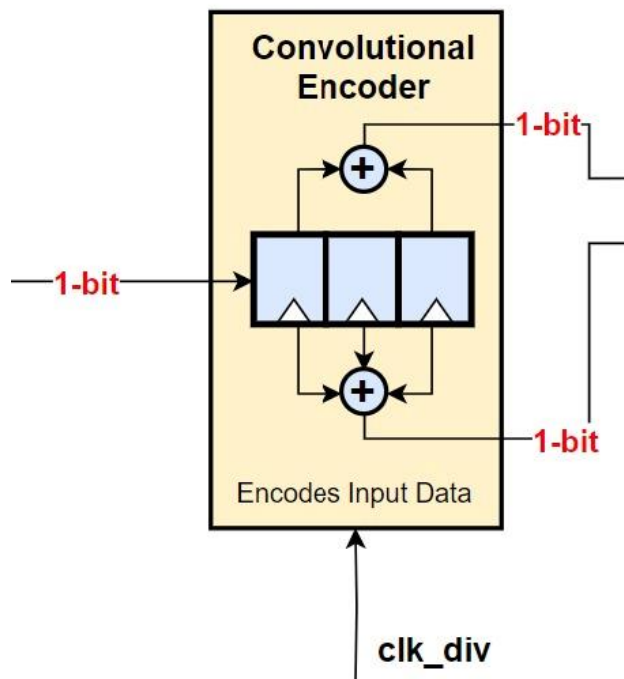 Convolutional
Encoder
1-bit
+
1-bit
+
1-bit
Encodes Input Data
clk_div